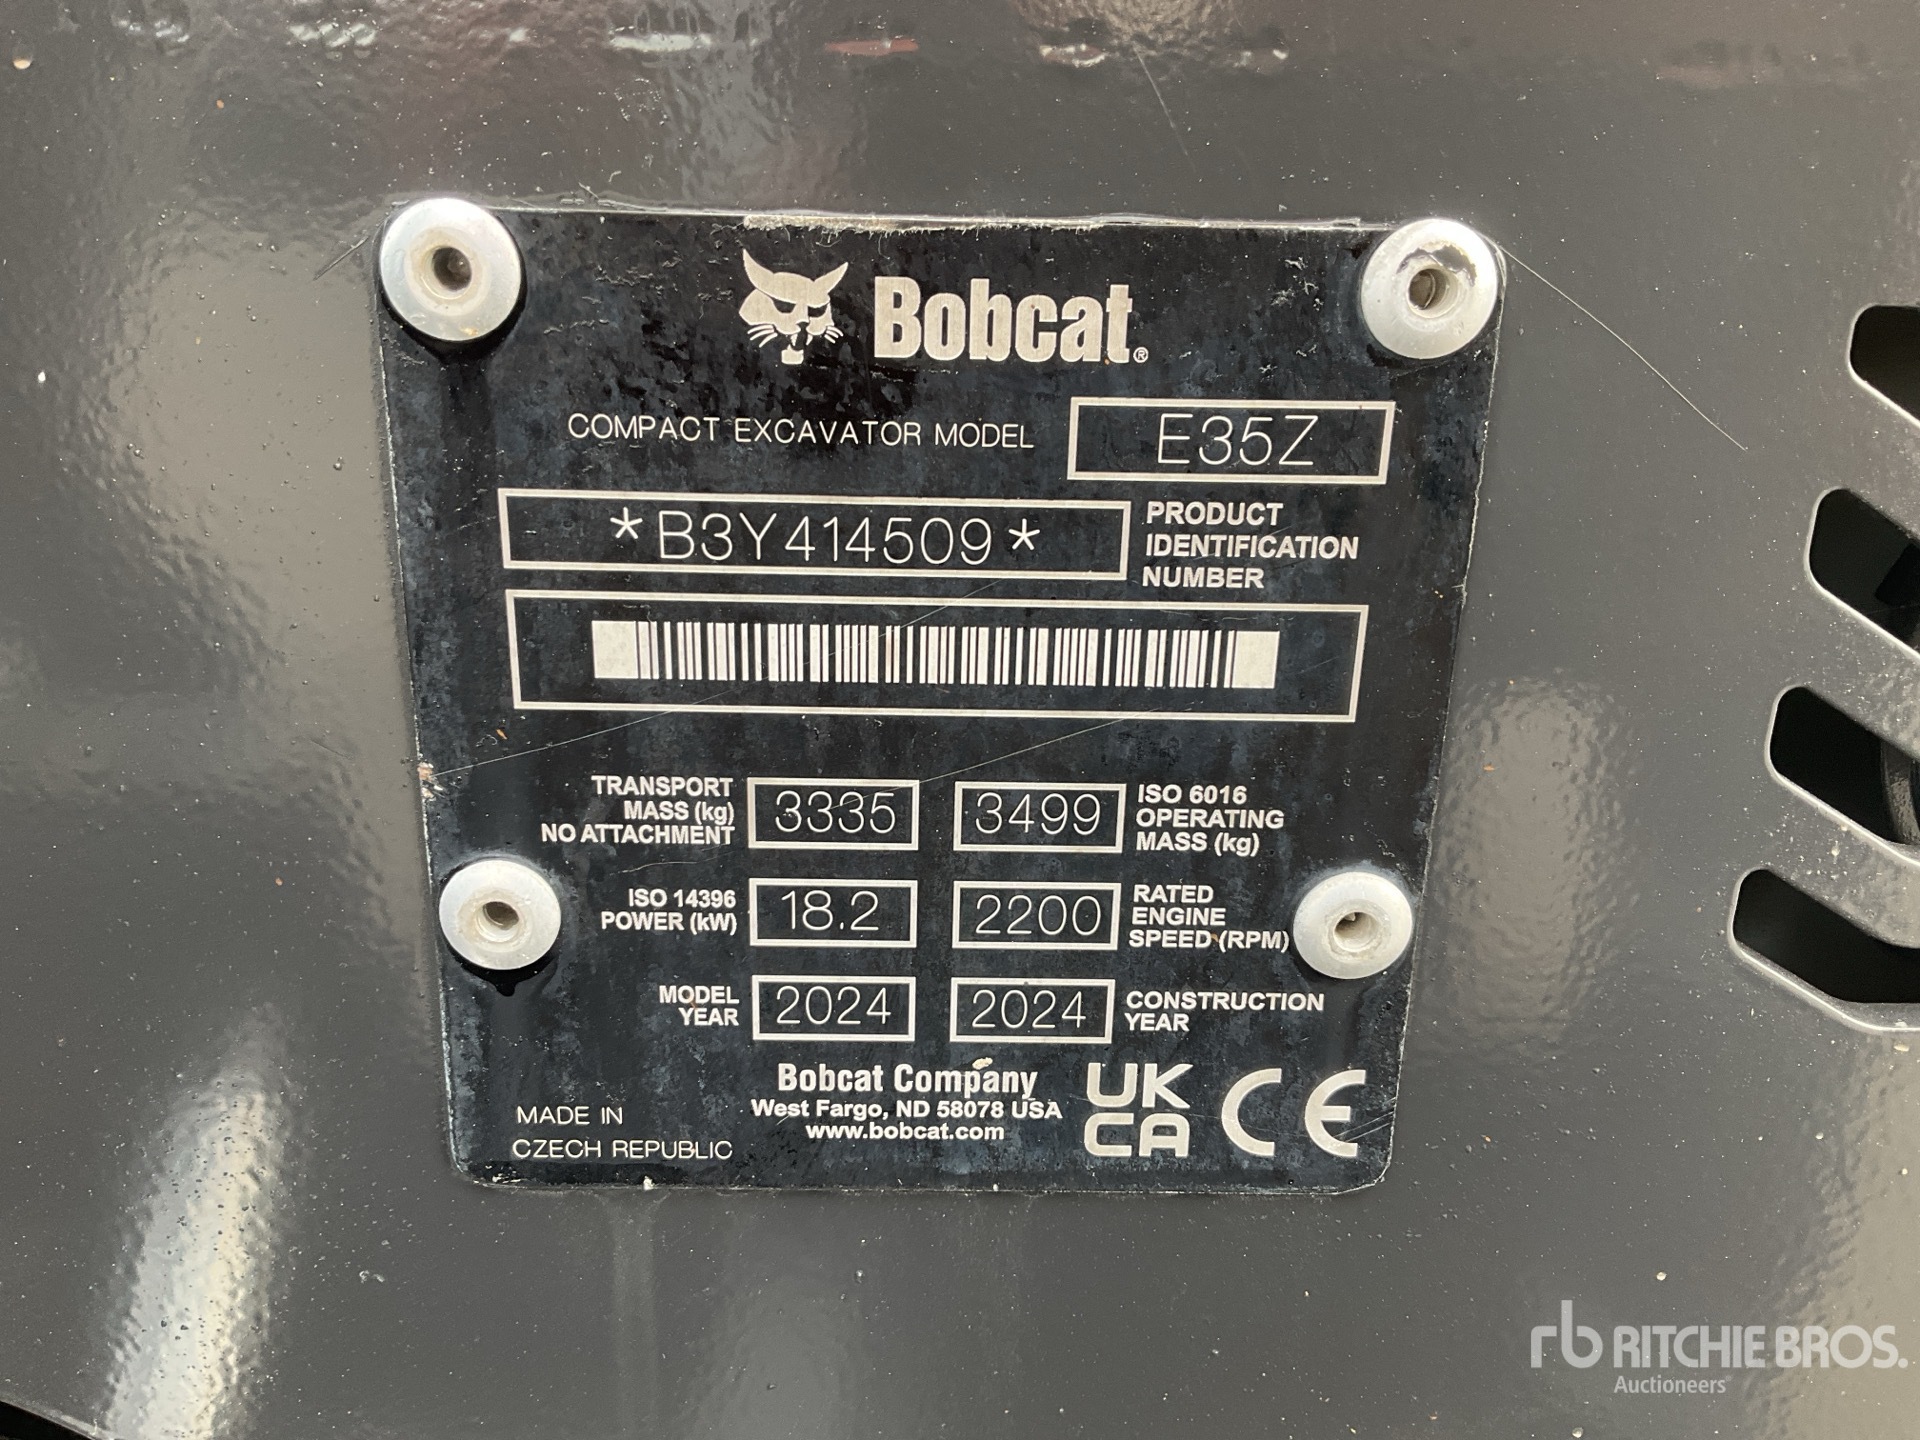 Bobcat®
COMPACT EXCAVATOR MODEL E35Z
*B3Y414509* PRODUCT
IDENTIFICATION
NUMBER
TRANSPORT
MASS (kg)
NO ATTACHMENT 3335
3499 ISO 6016
OPERATING
MASS (kg)
ISO 14396
POWER (kW) 18.2
2200 RATED
ENGINE
SPEED (RPM)
MODEL
YEAR 2024
2024 CONSTRUCTION
YEAR
MADE IN
CZECH REPUBLIC
Bobcat Company
West Fargo, ND 58078 USA
www.bobcat.com
UK
CA
CE
rb RITCHIE BROS.
Auctioneers